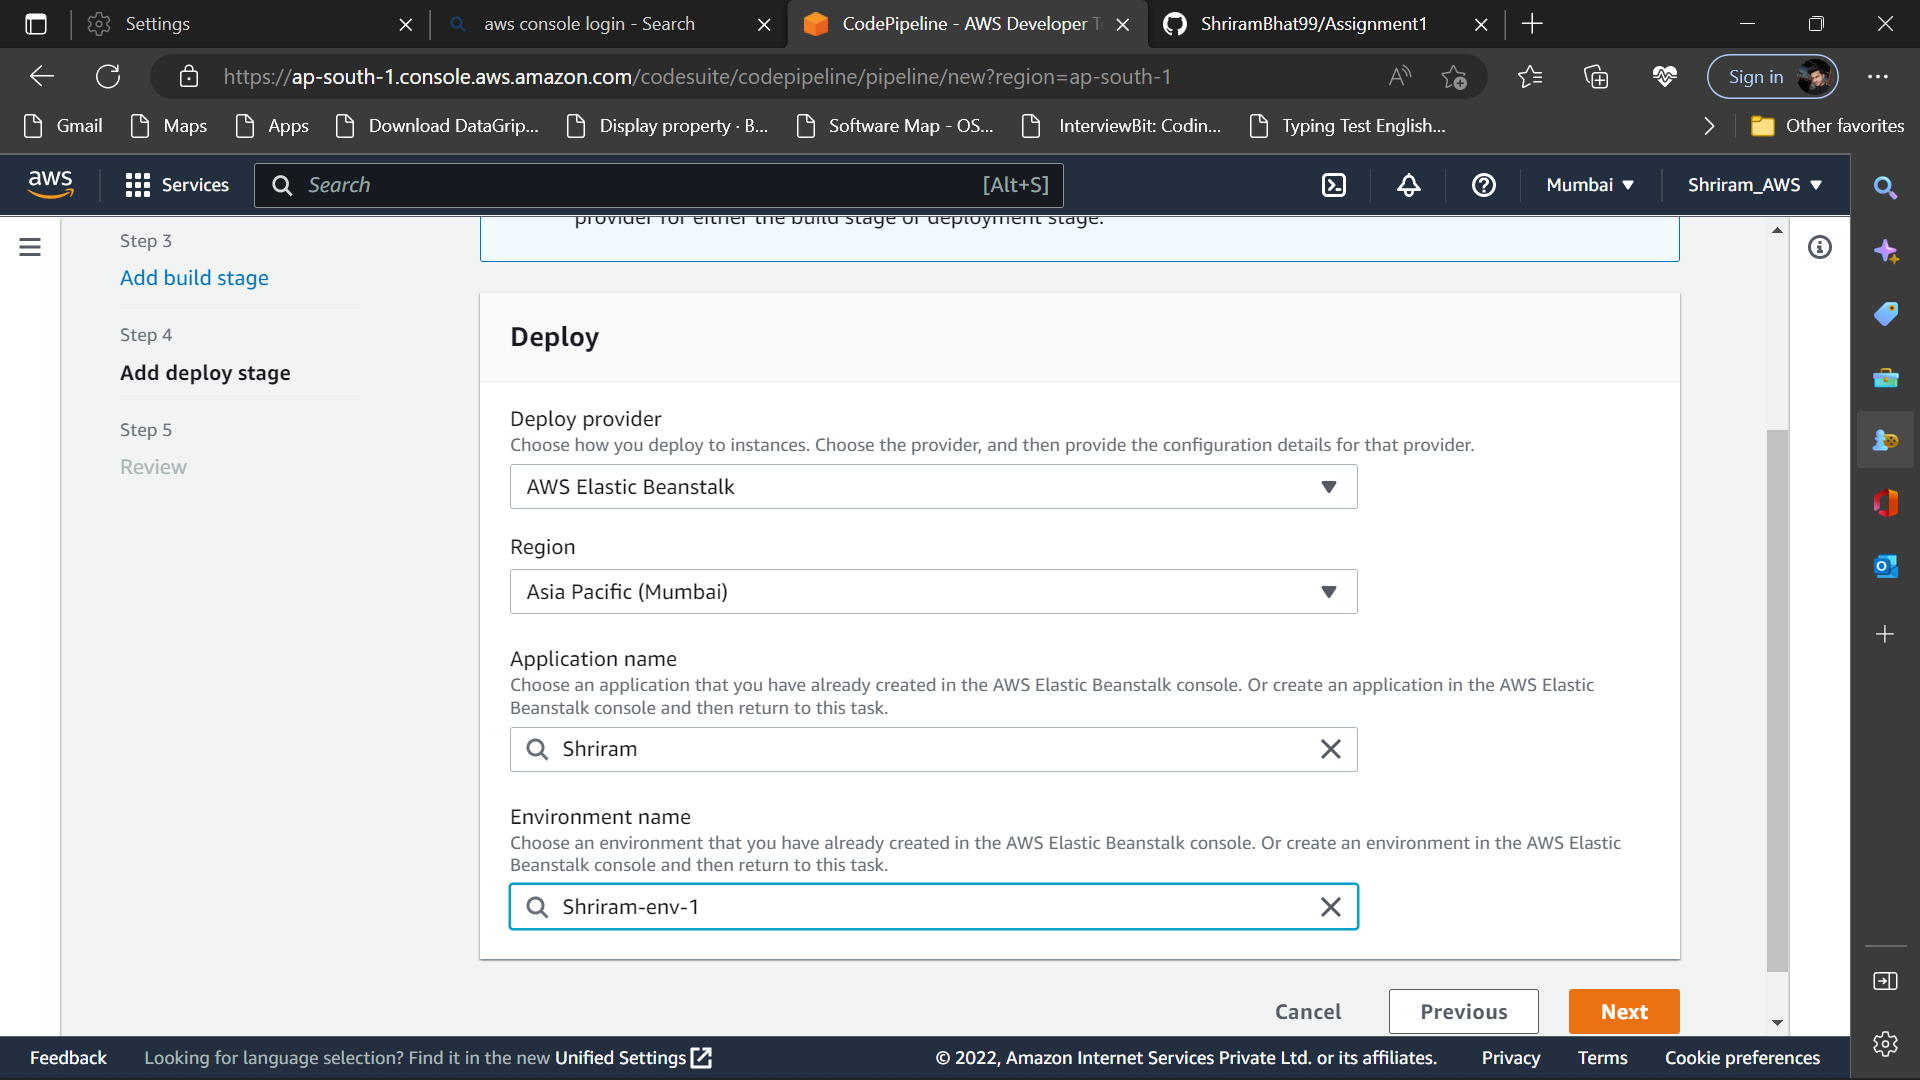 Settings
aws console login - Search
CodePipeline - AWS Developer T
ShriramBhat99/Assignment1
https://ap-south-1.console.aws.amazon.com/codesuite/codepipeline/pipeline/new?region=ap-south-1
Sign in
Gmail
Maps
Apps
Download DataGrip...
Display property · B...
Software Map - OS...
InterviewBit: Codin...
Typing Test English...
Other favorites
aws
Services
Search
[Alt+S]
Mumbai
Shriram_AWS
provider for either the build stage or deployment stage.
Step 3
Add build stage
Step 4
Add deploy stage
Step 5
Review
Deploy
Deploy provider
Choose how you deploy to instances. Choose the provider, and then provide the configuration details for that provider.
AWS Elastic Beanstalk
Region
Asia Pacific (Mumbai)
Application name
Choose an application that you have already created in the AWS Elastic Beanstalk console. Or create an application in the AWS Elastic
Beanstalk console and then return to this task.
Shriram
Environment name
Choose an environment that you have already created in the AWS Elastic Beanstalk console. Or create an environment in the AWS Elastic
Beanstalk console and then return to this task.
Shriram-env-1
Cancel
Previous
Next
Feedback
Looking for language selection? Find it in the new Unified Settings
© 2022, Amazon Internet Services Private Ltd. or its affiliates.
Privacy
Terms
Cookie preferences